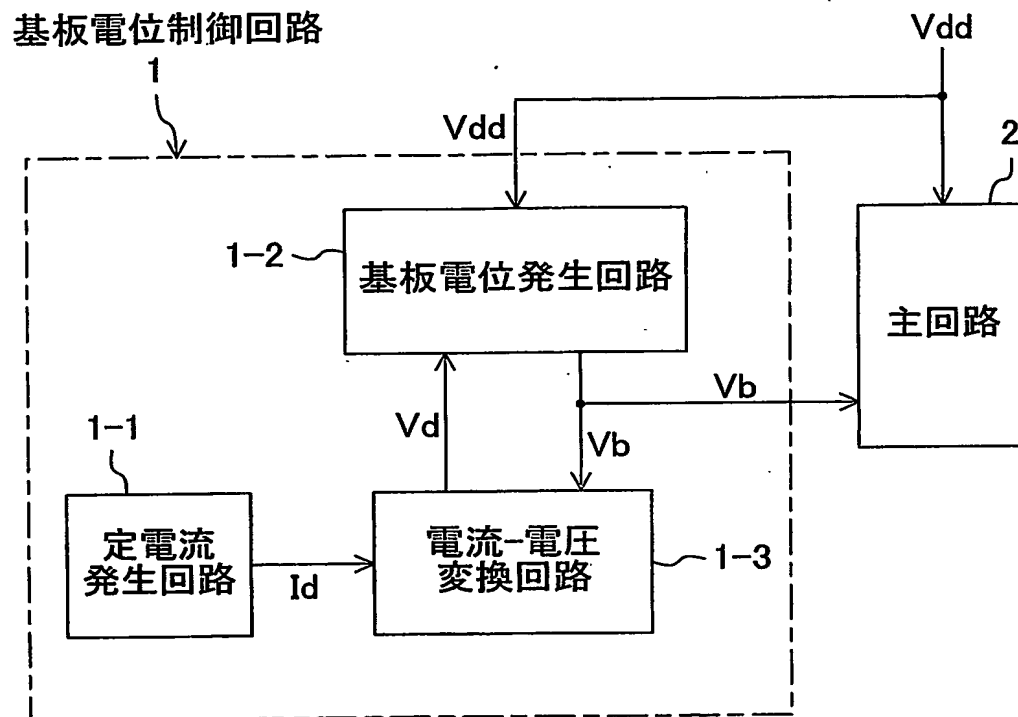 基板電位制御回路
1
Vdd
Vdd
2
1-2
基板電位発生回路
主回路
Vb
Vd
Vb
1-1
定電流
発生回路
Id
電流-電圧
変換回路
1-3